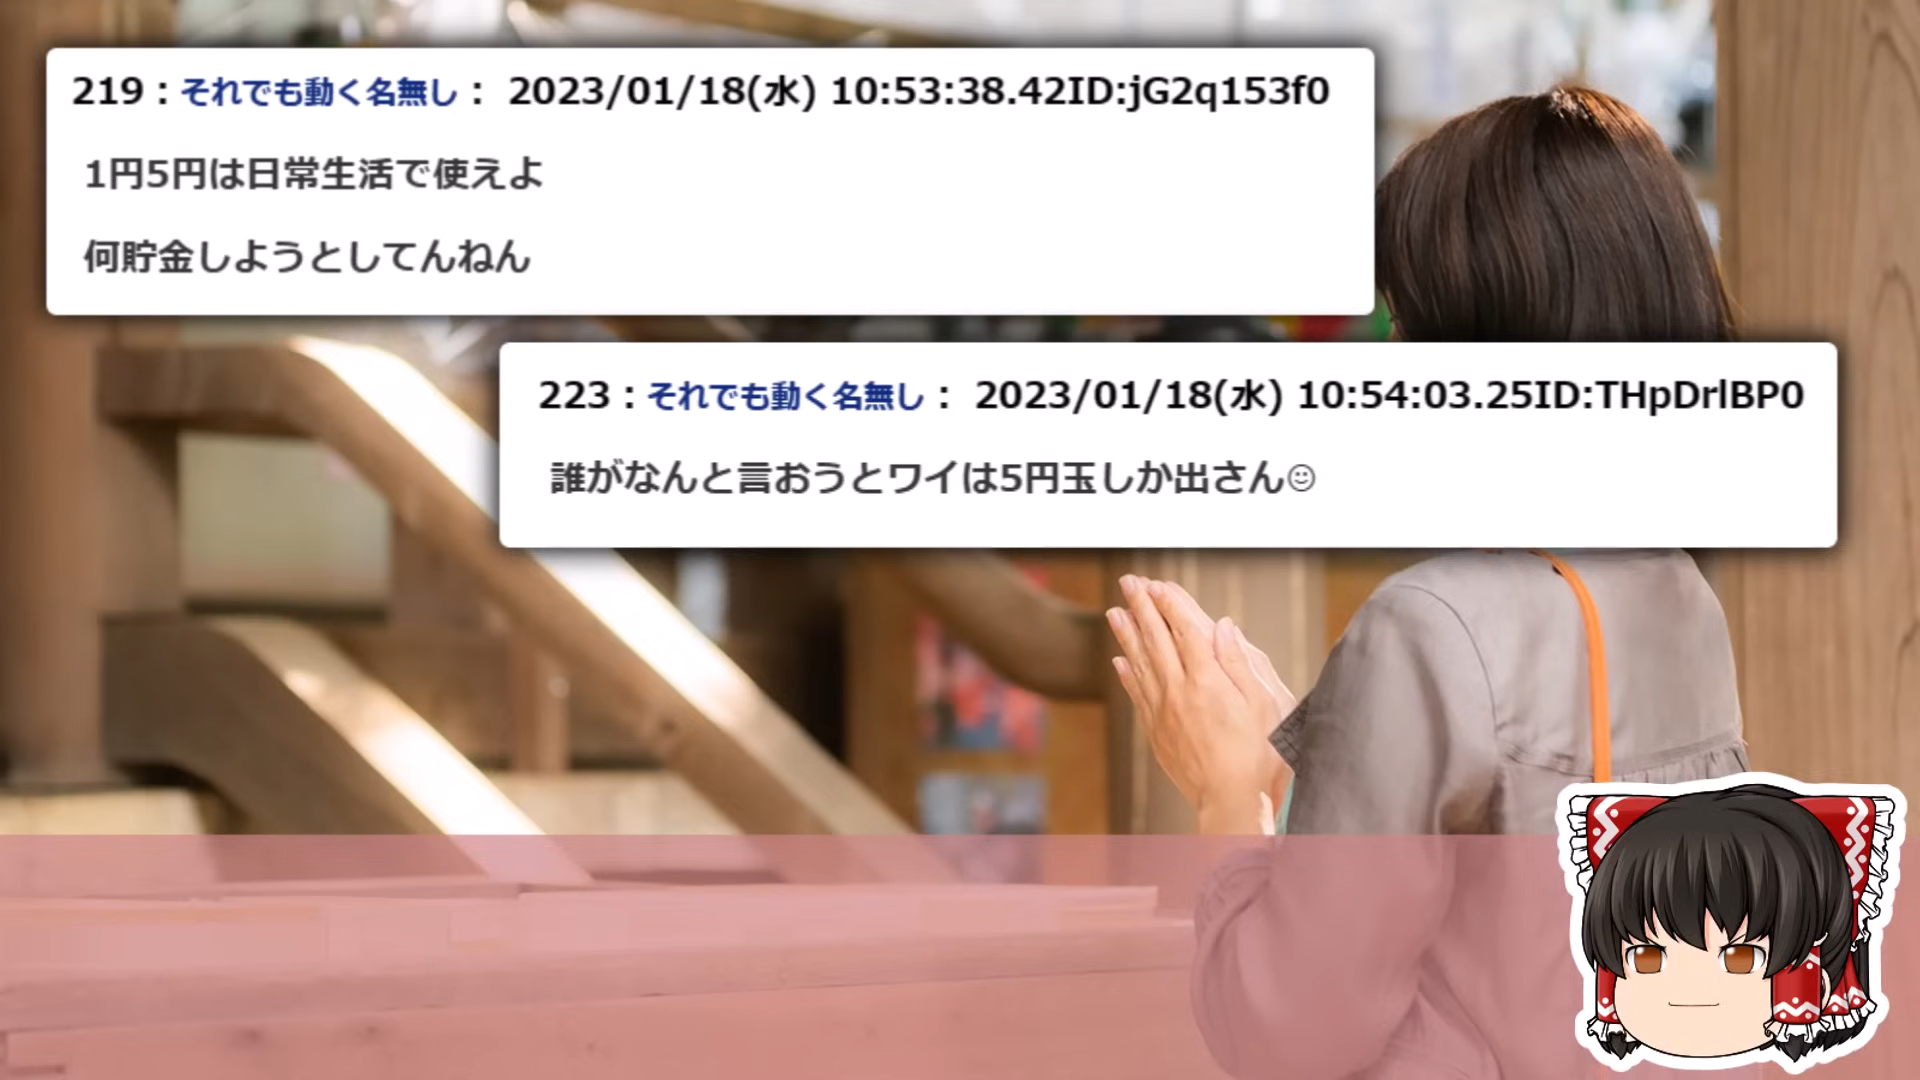 219：それでも動く名無し： 2023/01/18(水) 10:53:38.42ID:jG2q153f0
1円5円は日常生活で使えよ
何貯金しようとしてんねん
223：それでも動く名無し： 2023/01/18(水) 10:54:03.25ID:THpDrlBP0
誰がなんと言おうとワイは5円玉しか出さん☺